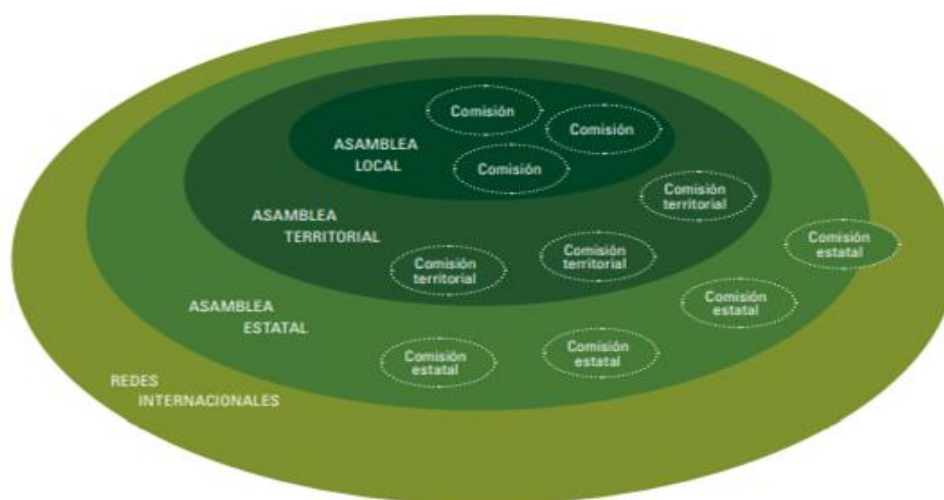 Comisión
Comisión
ASAMBLEA
LOCAL
Comisión
Comisión
territorial
ASAMBLEA
TERRITORIAL
Comisión
territorial
Comisión
territorial
Comisión
estatal
ASAMBLEA
ESTATAL
Comisión
estatal
Comisión
estatal
Comisión
estatal
REDES
INTERNACIONALES